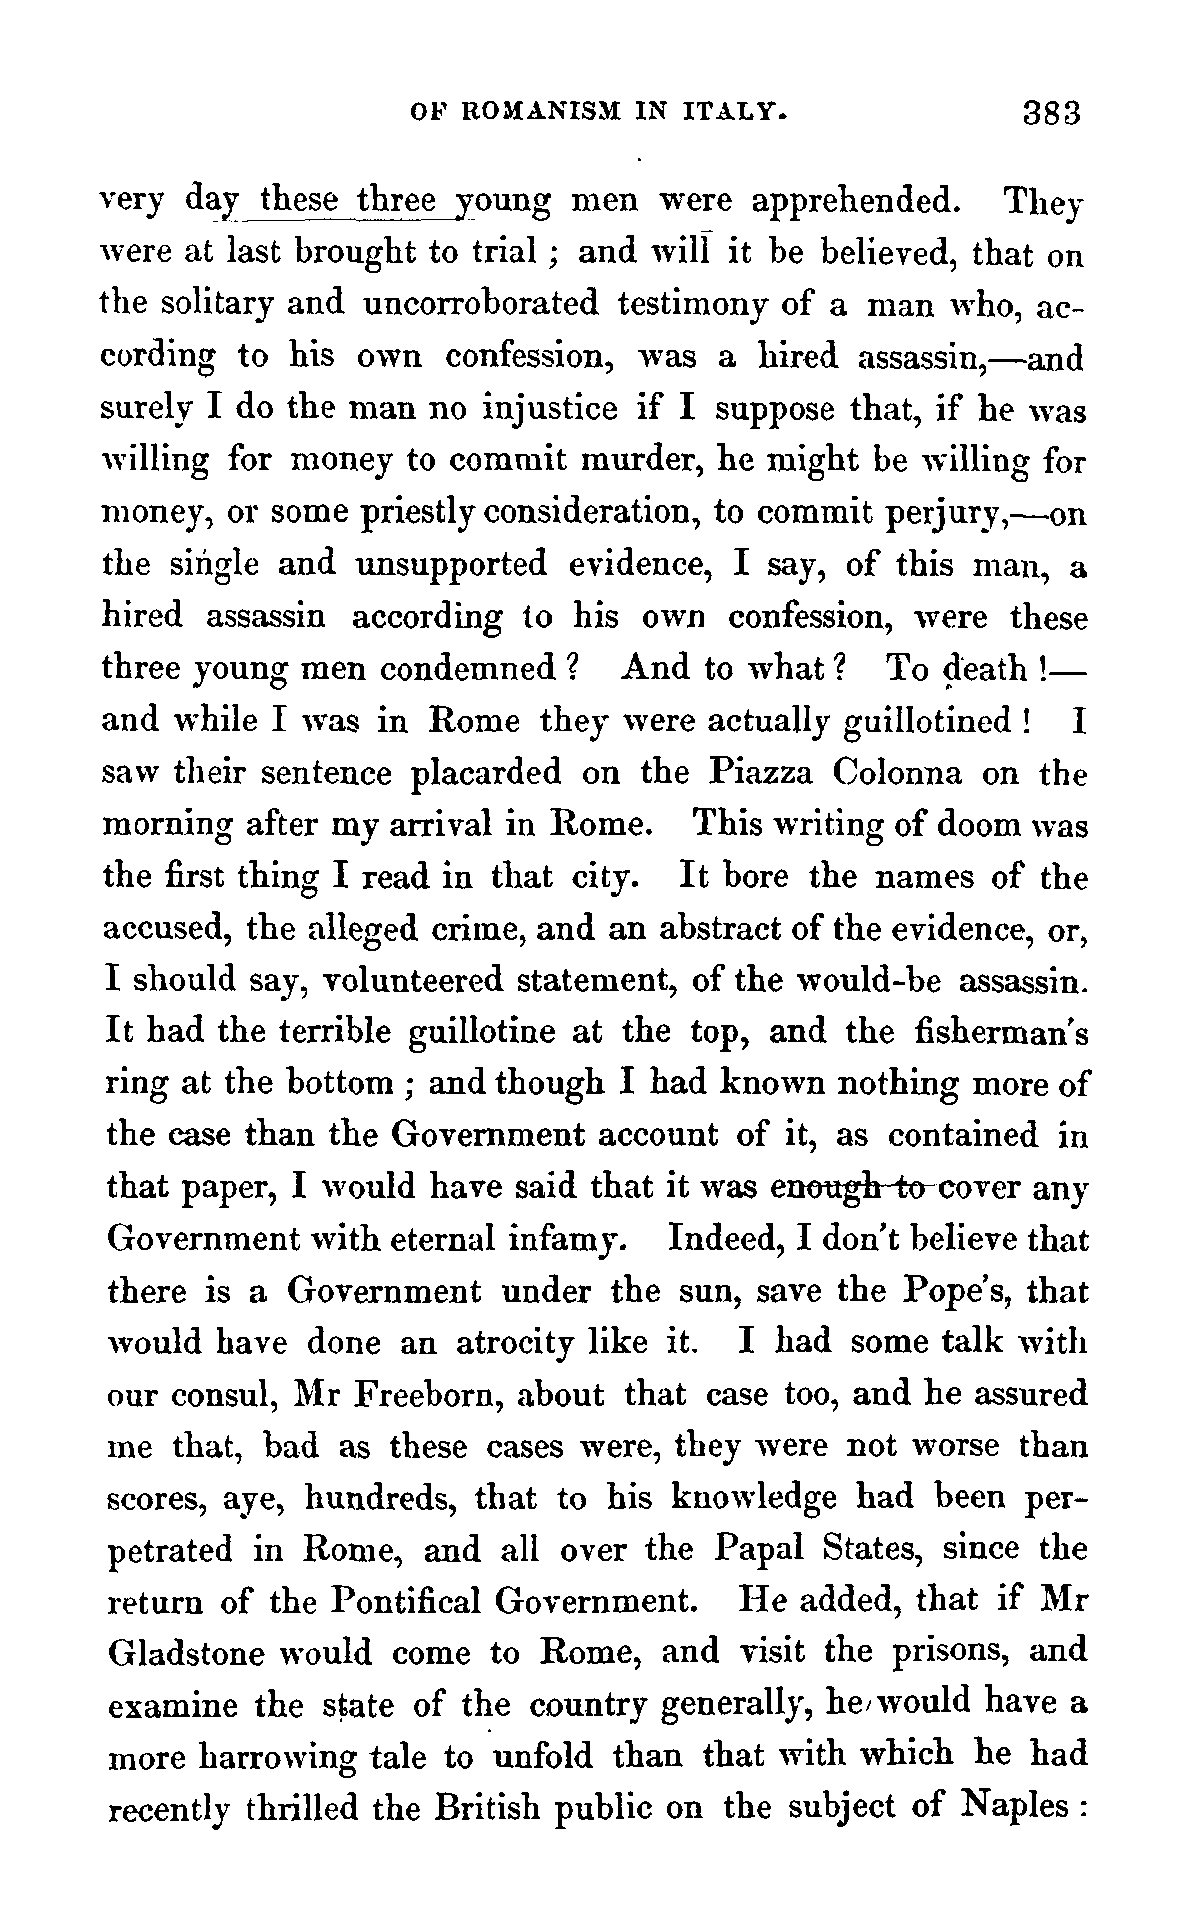 OF ROMANISM IN ITALY. 383
very day these three young men were apprehended. They
were at last brought to trial ; and will it be believed, that on
the solitary and uncorroborated testimony of a man who, ac-
cording to his own confession, was a hired assassin,—and
surely I do the man no injustice if I suppose that, if he was
willing for money to commit murder, he might be willing for
money, or some priestly consideration, to commit perjury,—on
the single and unsupported evidence, I say, of this man, a
hired assassin according to his own confession, were these
three young men condemned ? And to what ? To death !—
and while I was in Rome they were actually guillotined ! I
saw their sentence placarded on the Piazza Colonna on the
morning after my arrival in Rome. This writing of doom was
the first thing I read in that city. It bore the names of the
accused, the alleged crime, and an abstract of the evidence, or,
I should say, volunteered statement, of the would-be assassin.
It had the terrible guillotine at the top, and the fisherman's
ring at the bottom ; and though I had known nothing more of
the case than the Government account of it, as contained in
that paper, I would have said that it was enough to cover any
Government with eternal infamy. Indeed, I don't believe that
there is a Government under the sun, save the Pope's, that
would have done an atrocity like it. I had some talk with
our consul, Mr Freeborn, about that case too, and he assured
me that, bad as these cases were, they were not worse than
scores, aye, hundreds, that to his knowledge had been per-
petrated in Rome, and all over the Papal States, since the
return of the Pontifical Government. He added, that if Mr
Gladstone would come to Rome, and visit the prisons, and
examine the state of the country generally, he would have a
more harrowing tale to unfold than that with which he had
recently thrilled the British public on the subject of Naples :